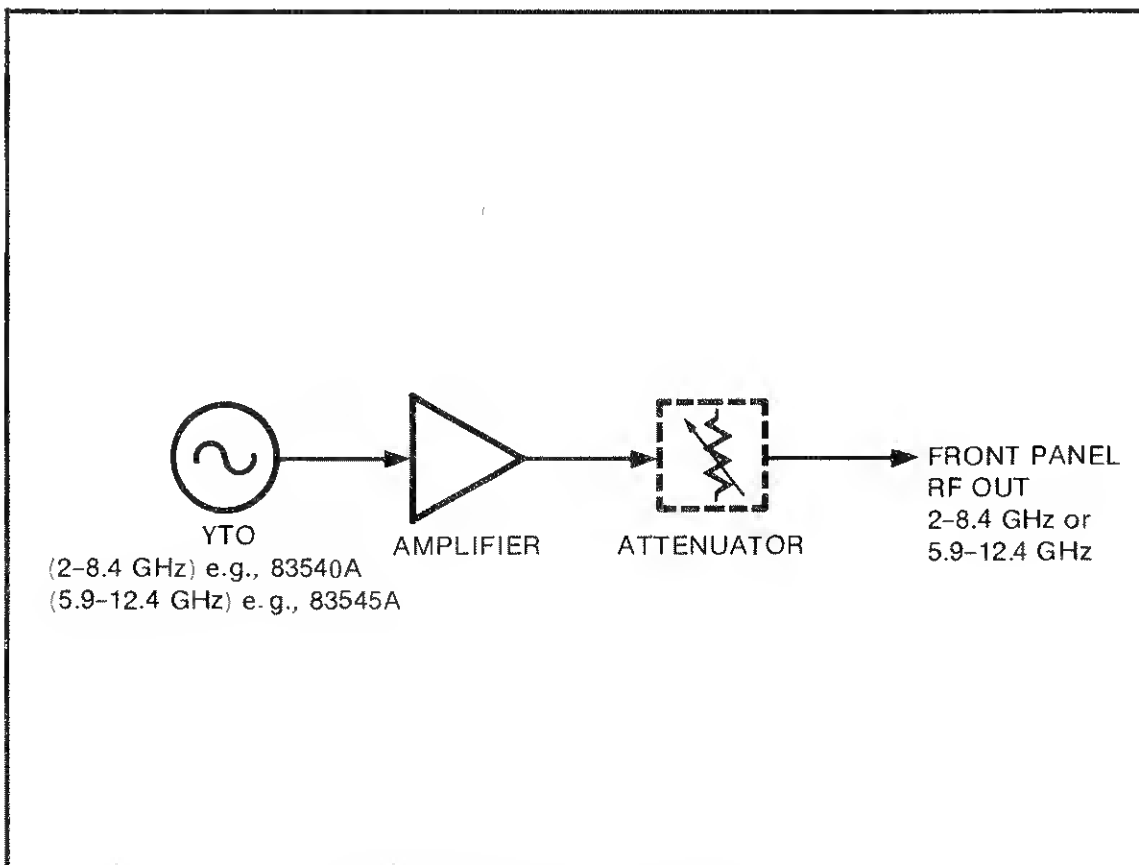 YTO
(2–8.4 GHz) e.g., 83540A
(5.9–12.4 GHz) e.g., 83545A
AMPLIFIER
ATTENUATOR
FRONT PANEL
RF OUT
2–8.4 GHz or
5.9–12.4 GHz